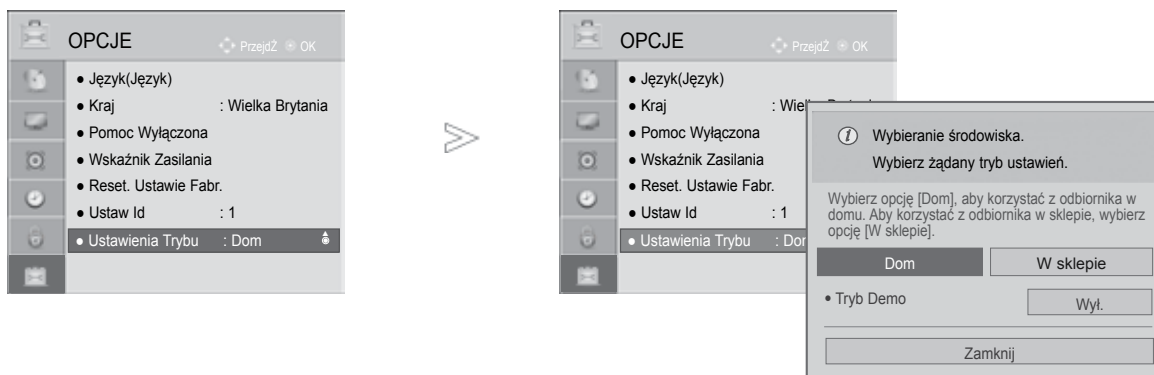 OPCJE
PrzejdŹ OK
● Język(Język)
● Kraj : Wielka Brytania
● Pomoc Wyłączona
● Wskaźnik Zasilania
● Reset. Ustawie Fabr.
● Ustaw Id : 1
● Ustawienia Trybu : Dom
>
OPCJE
PrzejdŹ OK
● Język(Język)
● Kraj
● Pomoc Wyłączona
● Wskaźnik Zasilania
● Reset. Ustawie Fabr.
● Ustaw Id : 1
● Ustawienia Trybu
i Wybieranie środowiska.
Wybierz żądany tryb ustawień.
Wybierz opcję [Dom], aby korzystać z odbiornika w
domu. Aby korzystać z odbiornika w sklepie, wybierz
opcję [W sklepie].
Dom W sklepie
• Tryb Demo Wył.
Zamknij